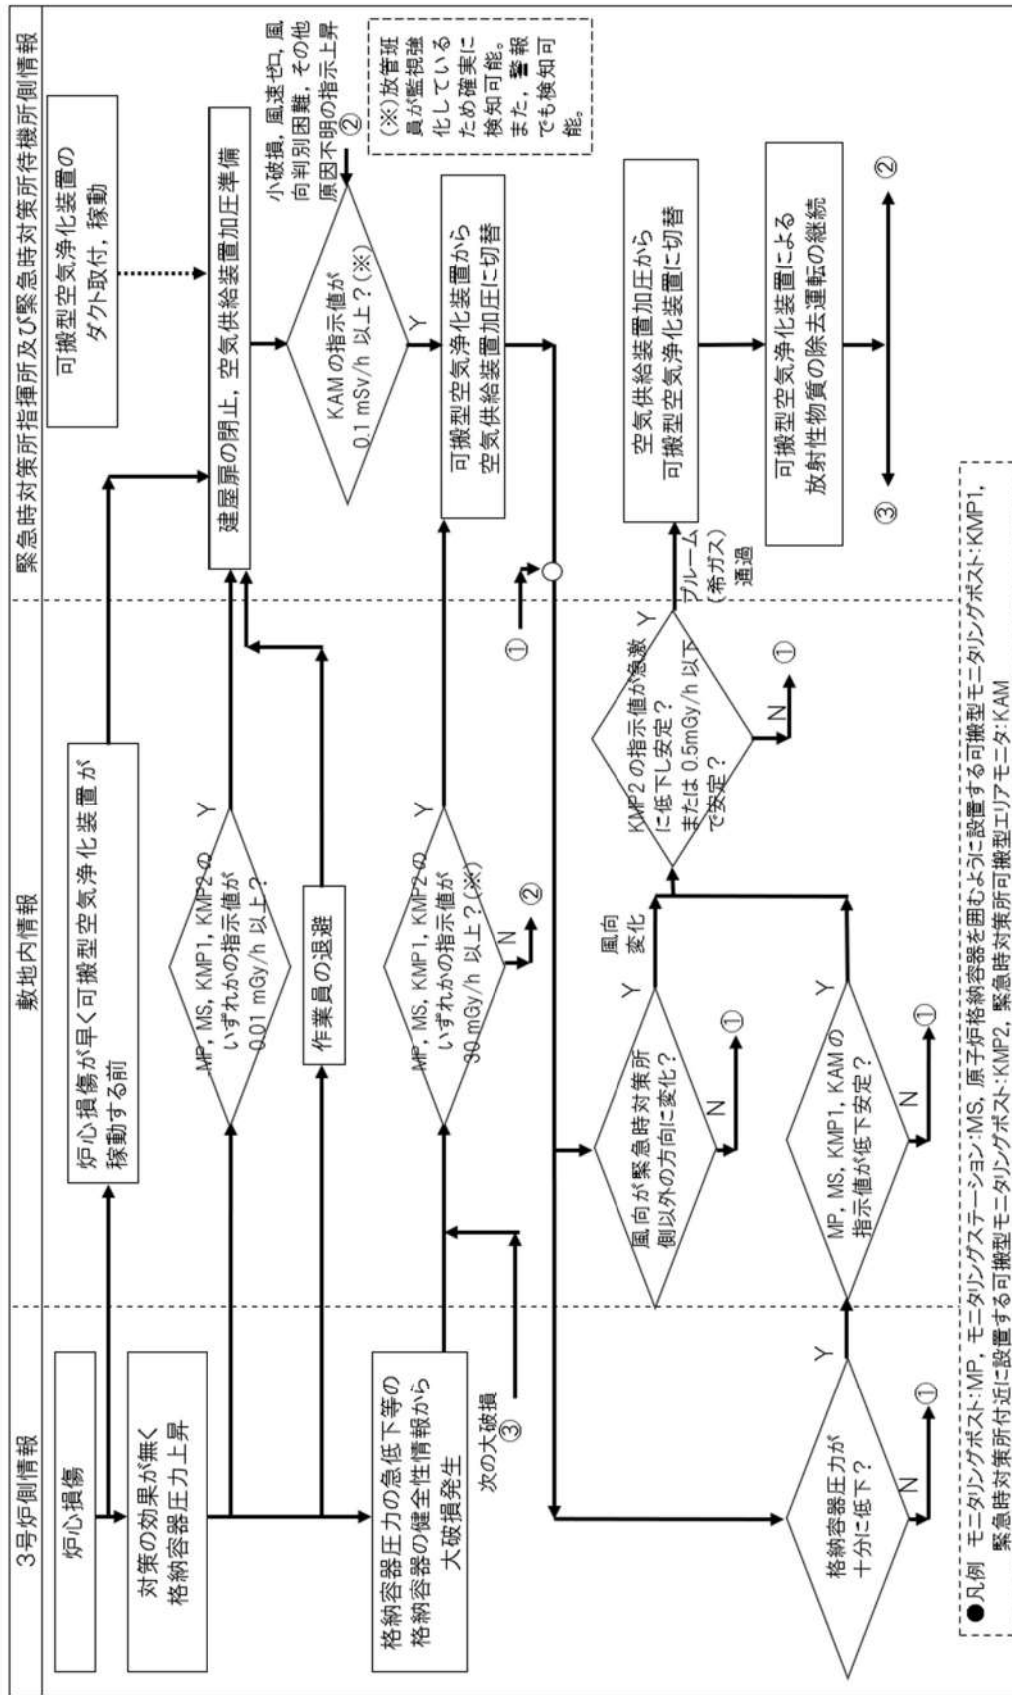 3号炉側情報
敷地内情報
緊急時対策所指揮所及び緊急時対策所待機所側情報
炉心損傷
対策の効果が無く
格納容器圧力上昇
格納容器圧力の急低下等の
格納容器の健全性情報から
大破損発生
次の大破損
③
格納容器圧力が
十分に低下？
Y
N
①
炉心損傷が早く可搬型空気浄化装置が
稼動する前
MP, MS, KMP1, KMP2 の
いずれかの指示値が
0.01 mGy/h 以上？
Y
作業員の退避
MP, MS, KMP1, KMP2 の
いずれかの指示値が
30 mGy/h 以上？(※)
Y
N
②
①
風向が緊急時対策所
側以外の方向に変化？
Y
風向
変化
N
①
MP, MS, KMP1, KAM の
指示値が低下安定？
Y
N
①
KMP2 の指示値が急激
に低下し安定？
または 0.5mGy/h 以下
で安定？
Y
N
①
プルーム
(希ガス)
通過
可搬型空気浄化装置の
ダクト取付，稼動
建屋扉の閉止，空気供給装置加圧準備
小破損，風速ゼロ，風
向判別困難，その他
原因不明の指示上昇
②
KAM の指示値が
0.1 mSv/h 以上？(※)
Y
(※)放管班
員が監視強
化している
ため確実に
検知可能。
また，警報
でも検知可
能。
可搬型空気浄化装置から
空気供給装置加圧に切替
空気供給装置加圧から
可搬型空気浄化装置に切替
可搬型空気浄化装置による
放射性物質の除去運転の継続
③
②
●凡例 モニタリングポスト：MP，モニタリングステーション：MS，原子炉格納容器を囲むように設置する可搬型モニタリングポスト：KMP1，
緊急時対策所付近に設置する可搬型モニタリングポスト：KMP2，緊急時対策所可搬型エリアモニタ：KAM